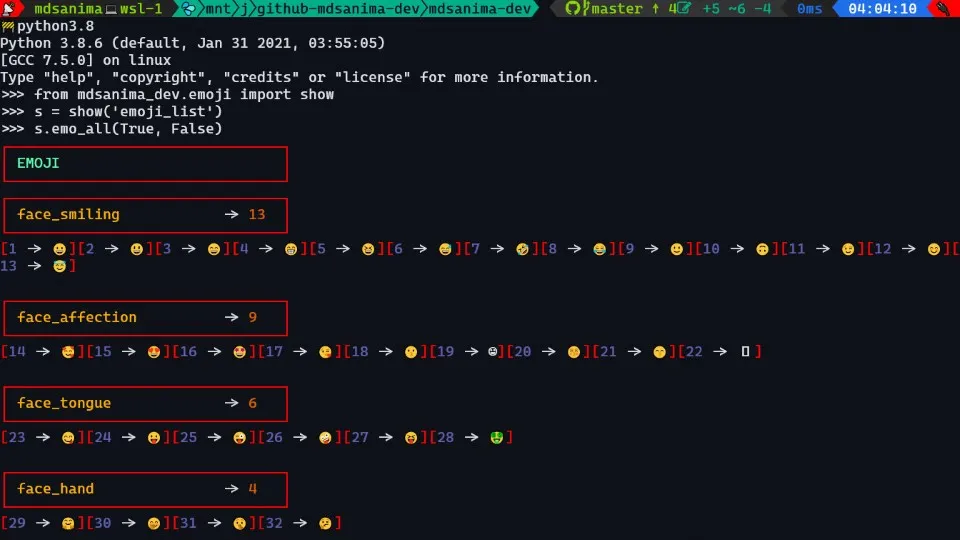 mdsanima💻wsl-1 mnt〉j〉github-mdsanima-dev〉mdsanima-dev master ↑ 4 +5 ~6 -4 0ms 04:04:10
🚧python3.8
Python 3.8.6 (default, Jan 31 2021, 03:55:05)
[GCC 7.5.0] on linux
Type "help", "copyright", "credits" or "license" for more information.
>>> from mdsanima_dev.emoji import show
>>> s = show('emoji_list')
>>> s.emo_all(True, False)
EMOJI
face_smiling → 13
[1 → 😀][2 → 😃][3 → 😄][4 → 😁][5 → 😆][6 → 😅][7 → 🤣][8 → 😂][9 → 🙂][10 → 🙃][11 → 😉][12 → 😊][
13 → 😇]
face_affection → 9
[14 → 🥰][15 → 😍][16 → 🤩][17 → 😘][18 → 😗][19 → ☺][20 → 😚][21 → 😙][22 → ▯]
face_tongue → 6
[23 → 😋][24 → 😛][25 → 😜][26 → 🤪][27 → 😝][28 → 🤑]
face_hand → 4
[29 → 🤗][30 → 🤭][31 → 🤫][32 → 🤔]